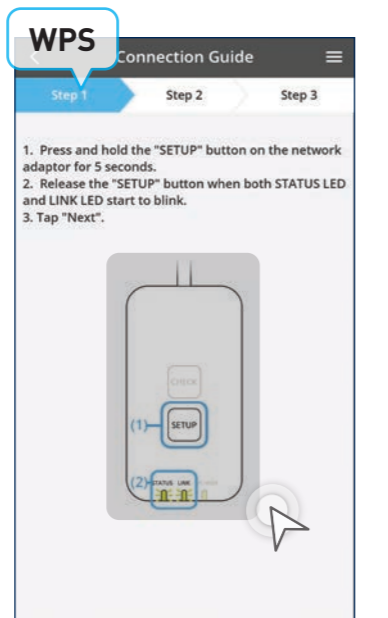 WPS
Connection Guide
Step 1
Step 2
Step 3
1. Press and hold the "SETUP" button on the network
adaptor for 5 seconds.
2. Release the "SETUP" button when both STATUS LED
and LINK LED start to blink.
3. Tap "Next".
CHECK
(1)
SETUP
(2)
STATUS LINK